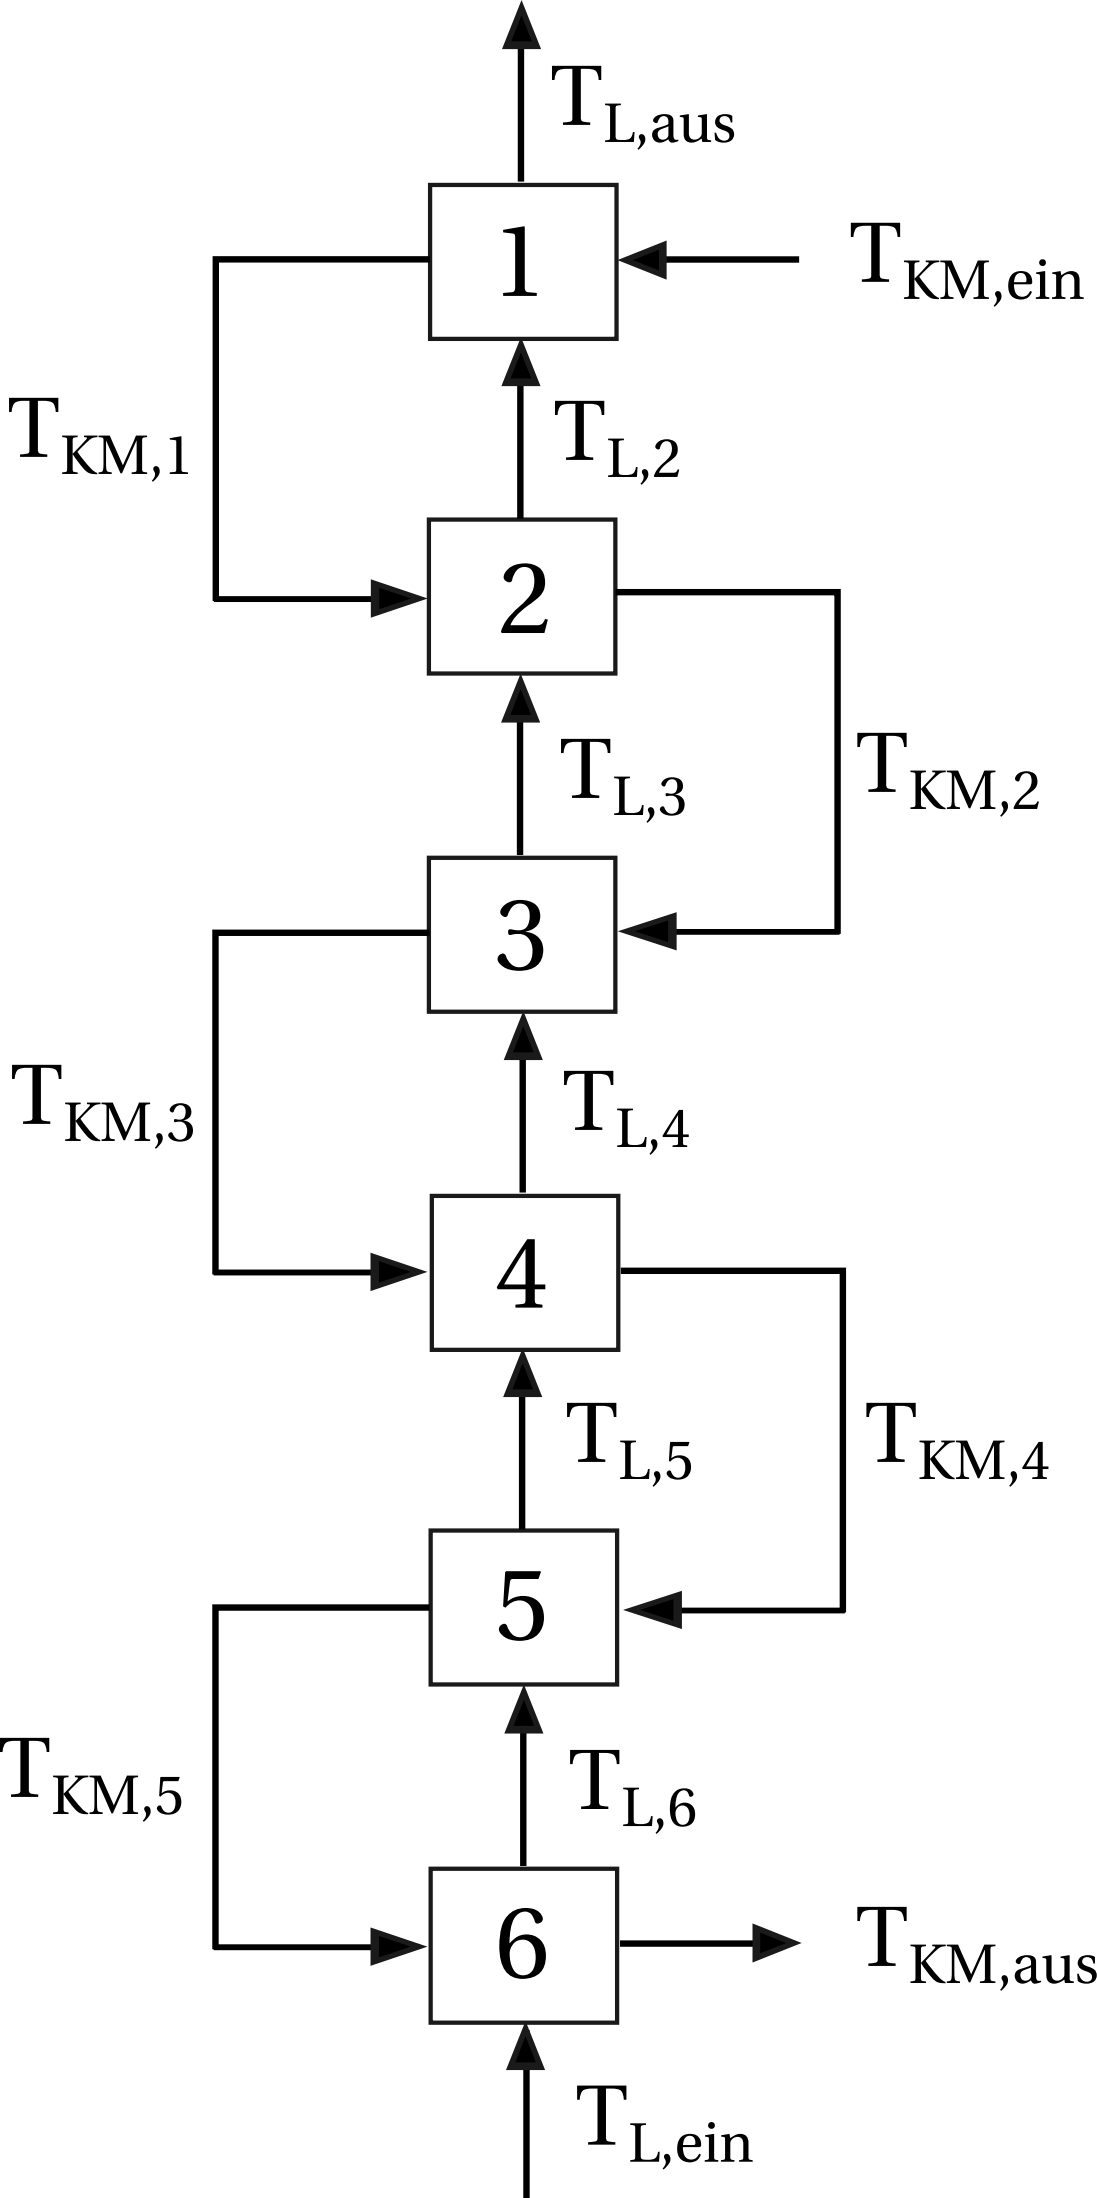 T_L,aus
1
T_KM,ein
T_KM,1
T_L,2
2
T_L,3
T_KM,2
3
T_KM,3
T_L,4
4
T_L,5
T_KM,4
5
T_KM,5
T_L,6
6
T_KM,aus
T_L,ein